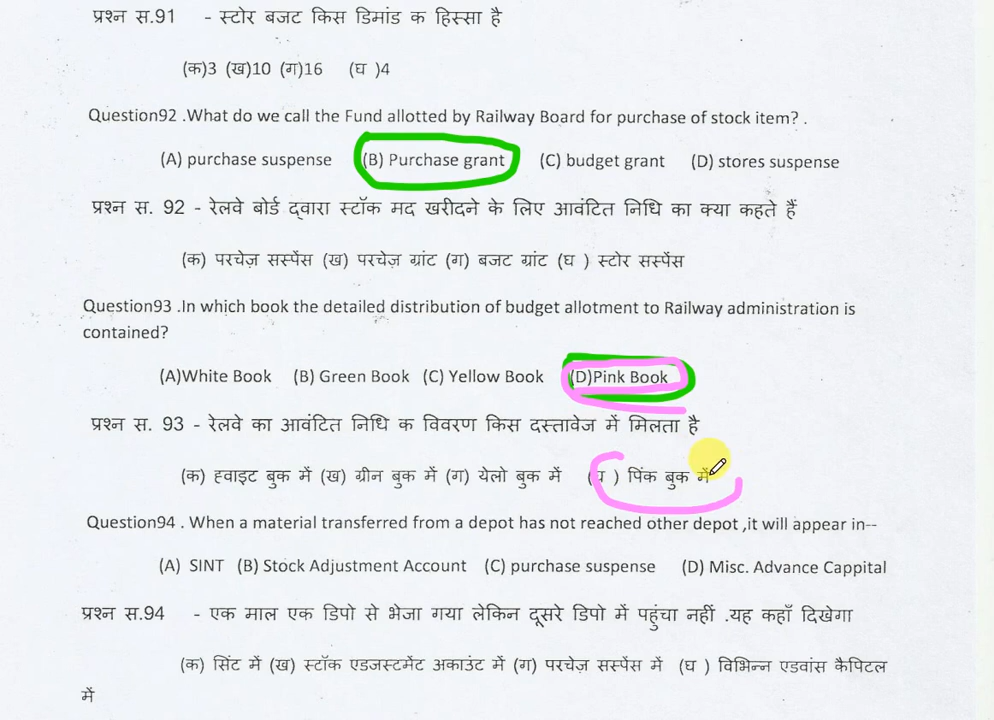 प्रश्न स.91 - स्टोर बजट किस डिमांड क हिस्सा है
(क)3 (ख)10 (ग)16 (घ )4
Question92 .What do we call the Fund allotted by Railway Board for purchase of stock item? .
(A) purchase suspense (B) Purchase grant (C) budget grant (D) stores suspense
प्रश्न स. 92 - रेलवे बोर्ड द्वारा स्टॉक मद खरीदने के लिए आवंटित निधि का क्या कहते हैं
(क) परचेज़ सस्पेंस (ख) परचेज़ ग्रांट (ग) बजट ग्रांट (घ ) स्टोर सस्पेंस
Question93 .In which book the detailed distribution of budget allotment to Railway administration is
contained?
(A)White Book (B) Green Book (C) Yellow Book (D)Pink Book
प्रश्न स. 93 - रेलवे का आवंटित निधि क विवरण किस दस्तावेज में मिलता है
(क) ह्वाइट बुक में (ख) ग्रीन बुक में (ग) येलो बुक में (घ ) पिंक बुक में
Question94 . When a material transferred from a depot has not reached other depot ,it will appear in--
(A) SINT (B) Stock Adjustment Account (C) purchase suspense (D) Misc. Advance Cappital
प्रश्न स.94 - एक माल एक डिपो से भेजा गया लेकिन दूसरे डिपो में पहुंचा नहीं .यह कहाँ दिखेगा
(क) सिंट में (ख) स्टॉक एडजस्टमेंट अकाउंट में (ग) परचेज़ सस्पेंस में (घ ) विभिन्न एडवांस कैपिटल
में